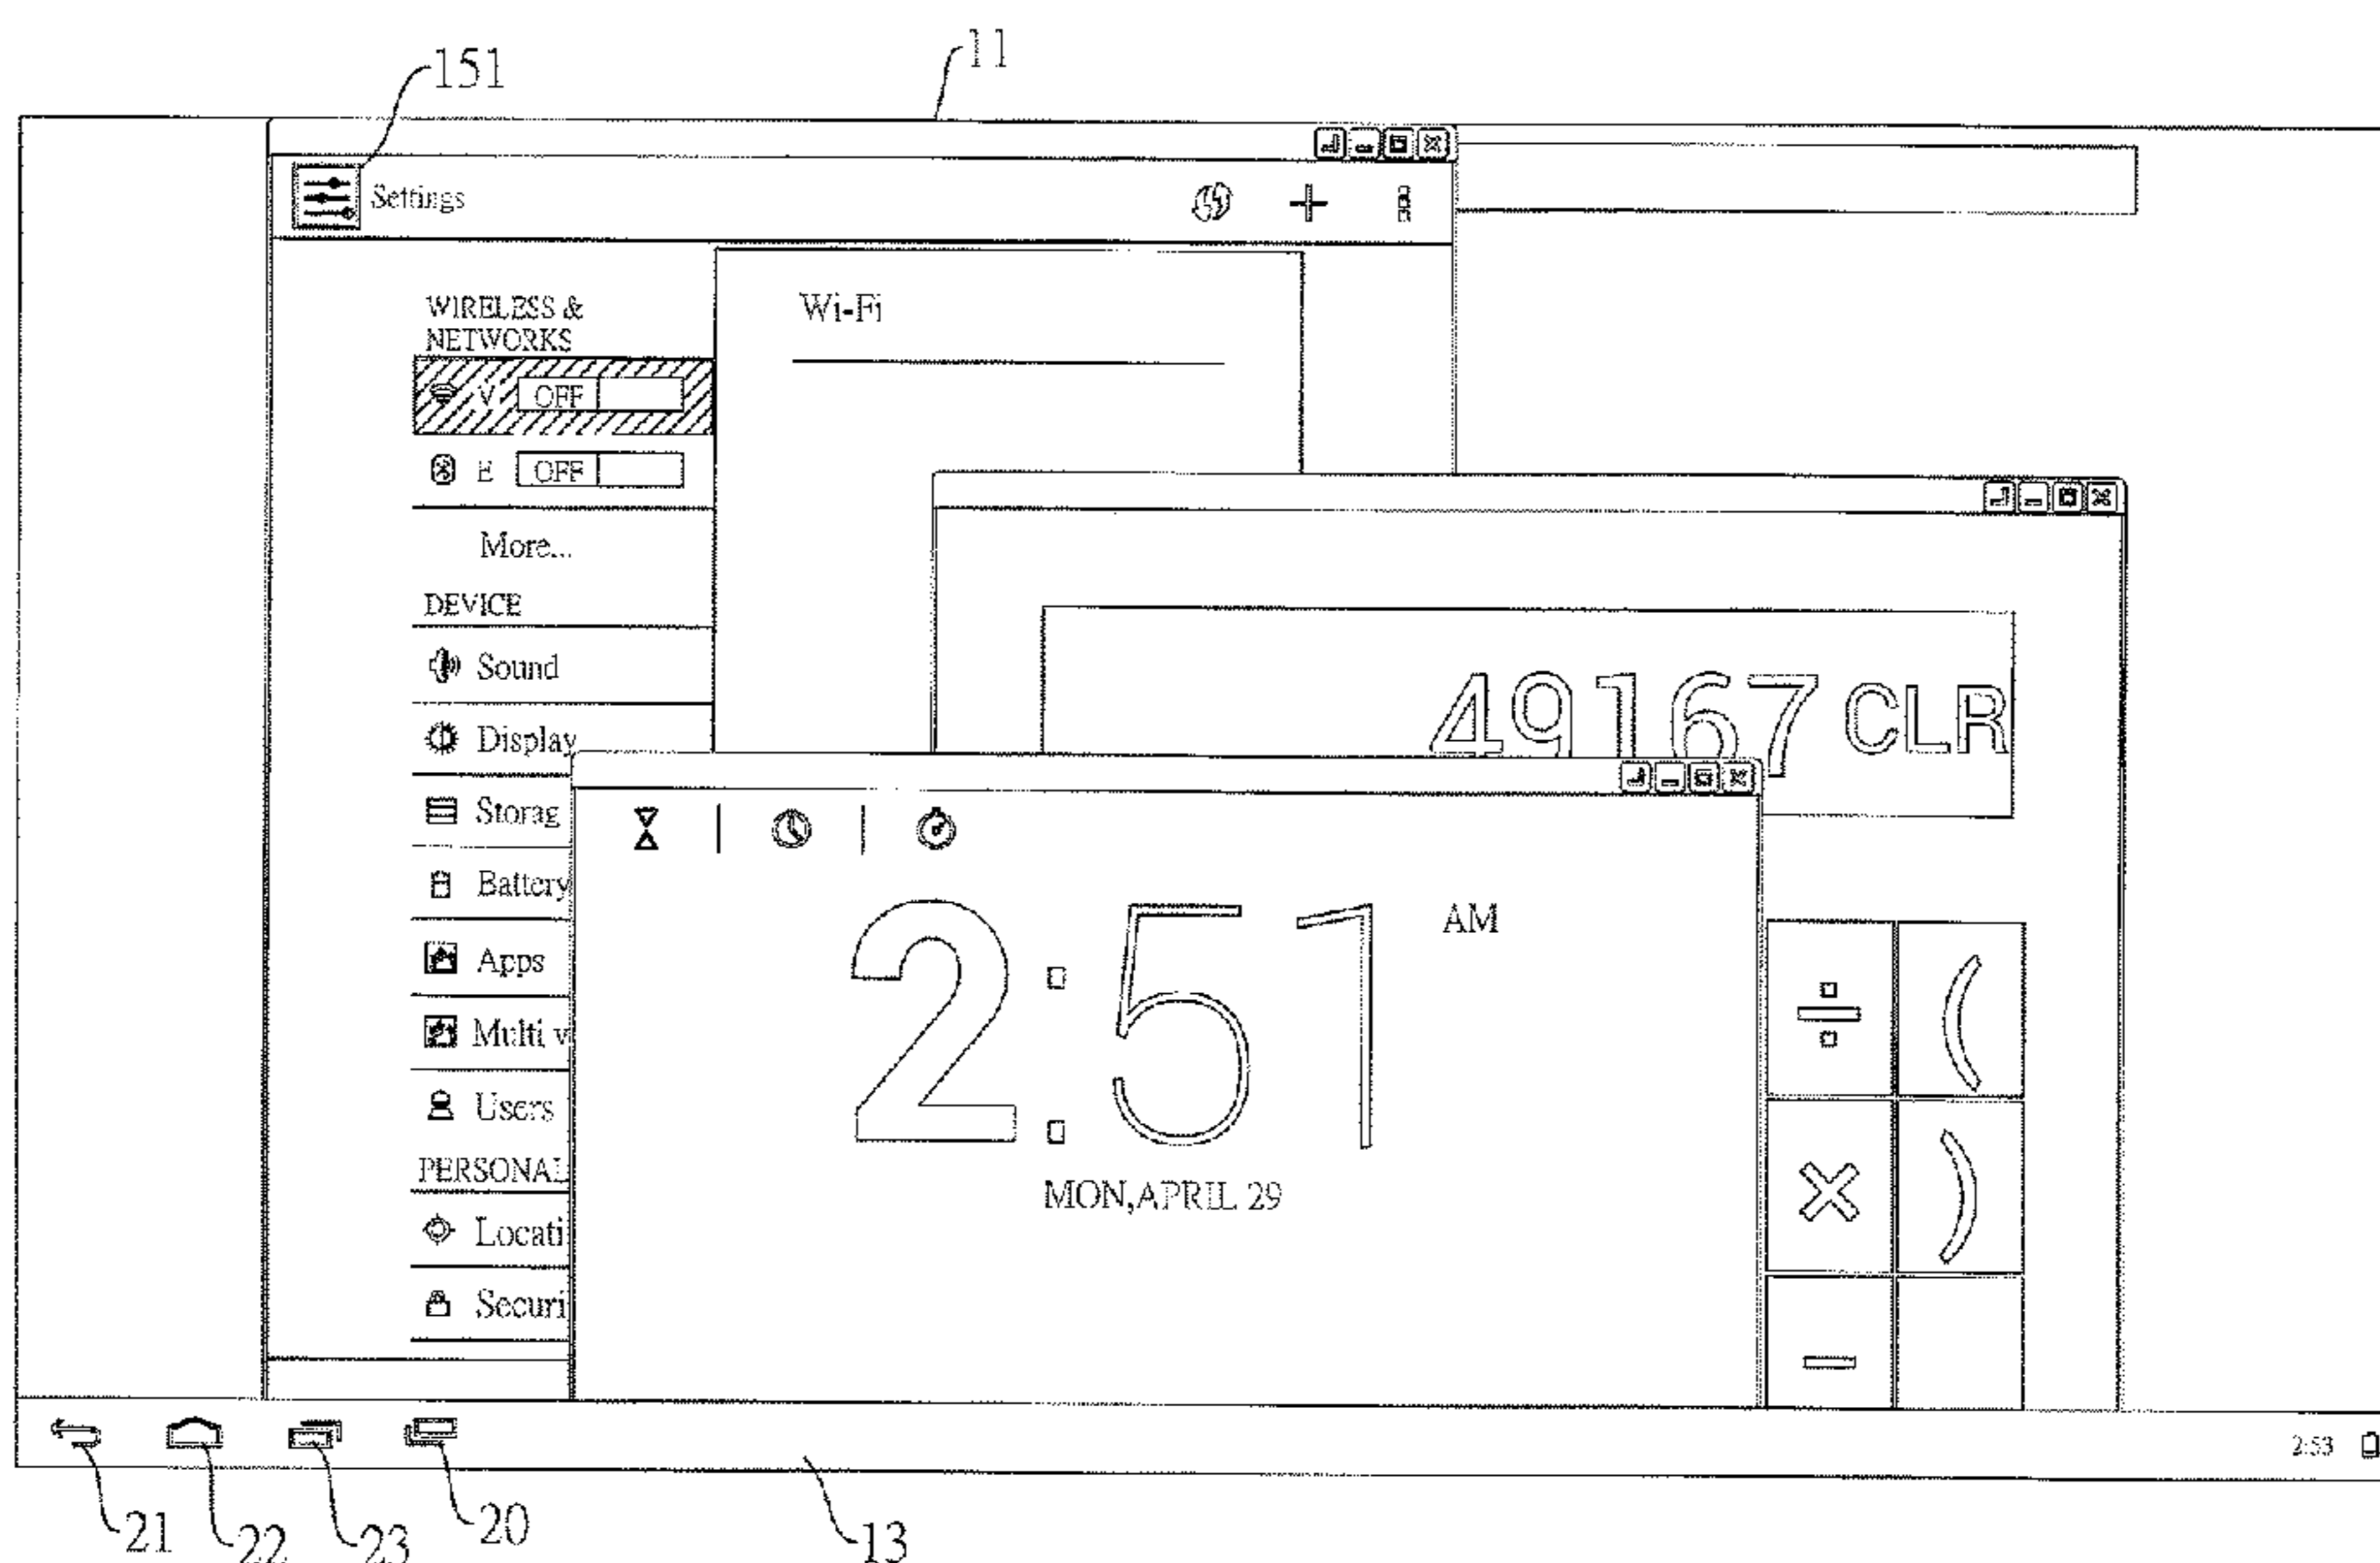 151
11
Settings
WIRELESS &
NETWORKS
Wi-Fi
V OFF
E OFF
More...
DEVICE
Sound
49167 CLR
Display
Storag
Battery
AM
2:51
Apps
÷ (
Multi v
Users
PERSONAL
× )
MON,APRIL 29
Locati
Securi
−
2:53
21
22
23
20
13